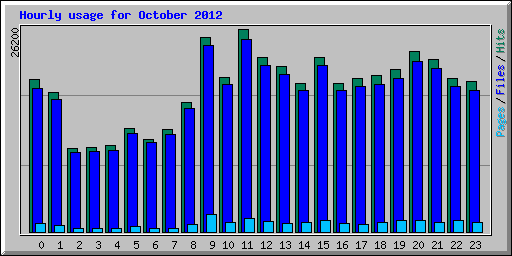 Hourly usage for October 2012
26200
Pages/Files/Hits
0 1 2 3 4 5 6 7 8 9 10 11 12 13 14 15 16 17 18 19 20 21 22 23